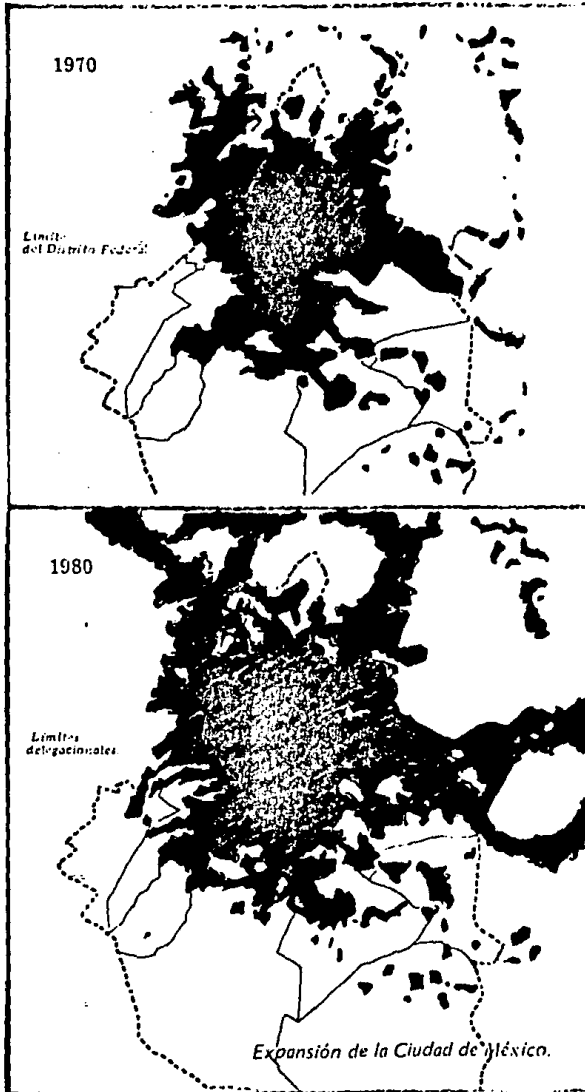 1970
Límite
del Distrito Federal.
1980
Límites
delegacionales.
Expansión de la Ciudad de México.